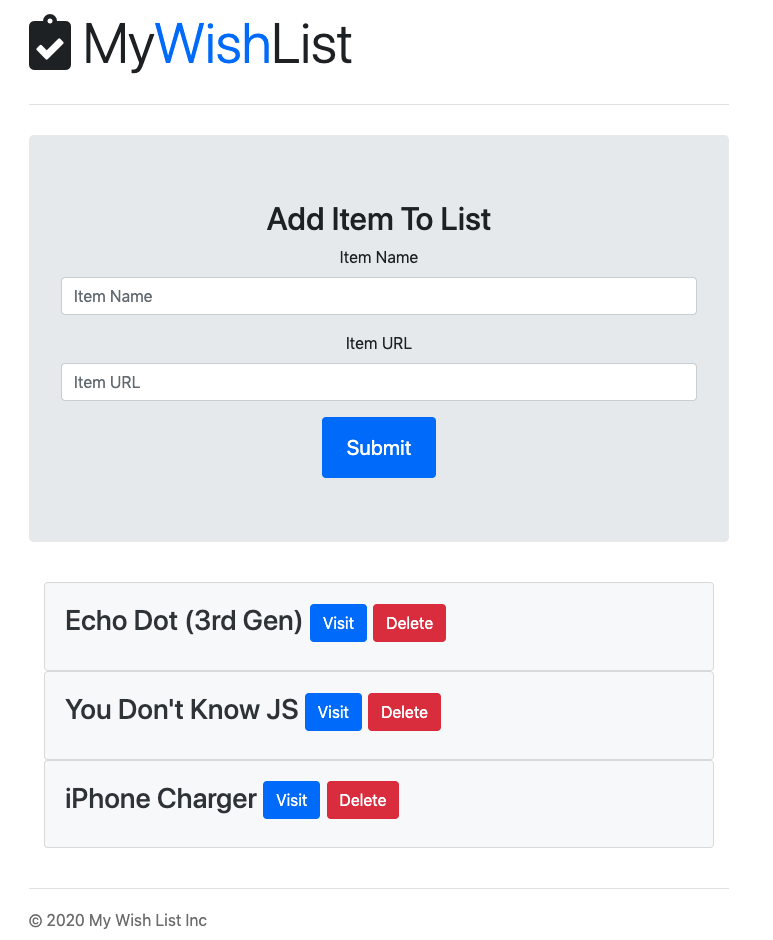 MyWishList
Add Item To List
Item Name
Item Name
Item URL
Item URL
Submit
Echo Dot (3rd Gen) Visit Delete
You Don't Know JS Visit Delete
iPhone Charger Visit Delete
© 2020 My Wish List Inc